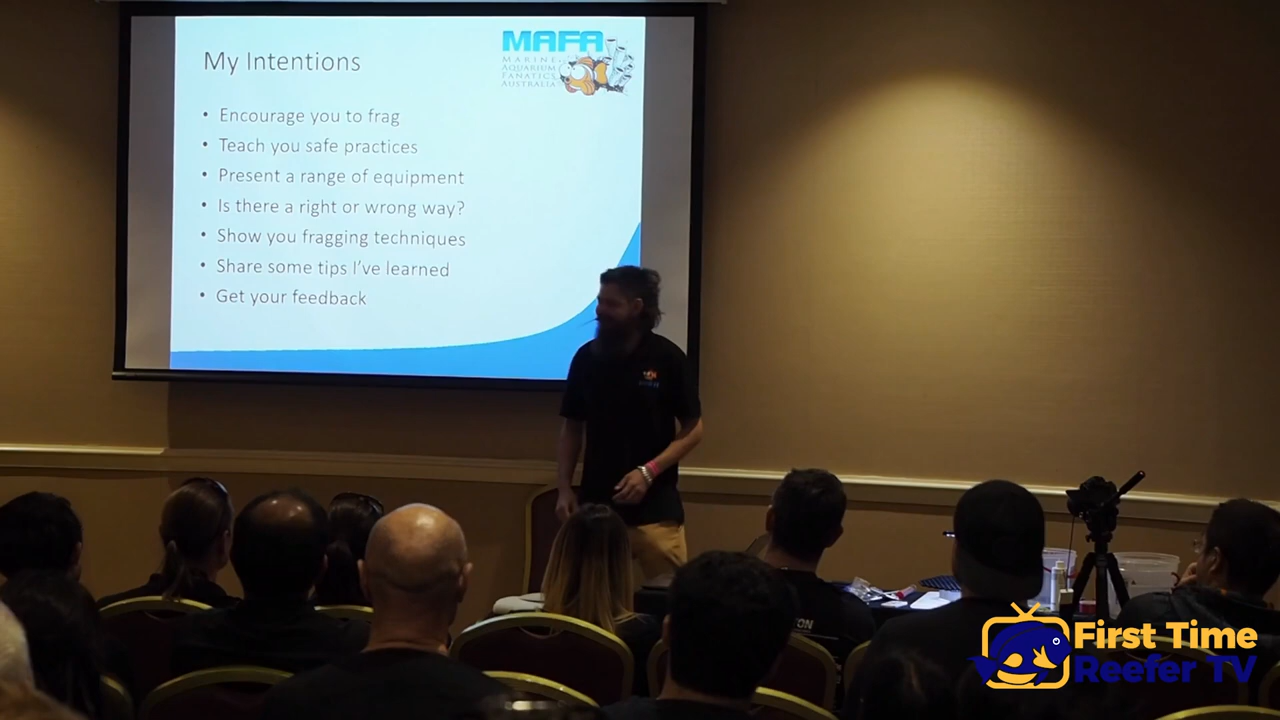 My Intentions
MAFA
MARINE
AQUARIUM
FANATICS
AUSTRALIA
• Encourage you to frag
• Teach you safe practices
• Present a range of equipment
• Is there a right or wrong way?
• Show you fragging techniques
• Share some tips I've learned
• Get your feedback
First Time
Reefer TV